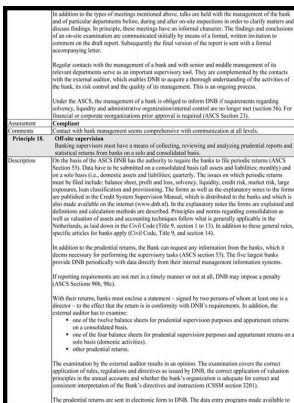 In addition to the types of meetings mentioned above, talks are held with the management of the bank
and of particular departments before, during and after on-site inspections in order to clarify matters and
discuss findings. In principle, these meetings have an informal character. The findings and conclusions
of an on-site examination are communicated initially by means of a formal, written invitation to
comment on the draft report. Subsequently the final version of the report is sent with a formal
accompanying letter.
Regular contacts with the management of a bank and with senior and middle management of its
relevant departments serve as an important supervisory tool. They are complemented by the contacts
with the external auditor, which enables DNB to acquire a thorough understanding of the activities of
the bank, its risk control and the quality of its management. This is an ongoing process.
Under the ASCS, the management of a bank is obliged to inform DNB if requirements regarding
solvency, liquidity and administrative organization/internal control are no longer met (section 56). For
financial or corporate reorganizations prior approval is required (ASCS Section 23).
Assessment Compliant
Comments Contact with bank management seems comprehensive with communication at all levels.
Principle 18. Off-site supervision
Banking supervisors must have a means of collecting, reviewing and analyzing prudential reports and
statistical returns from banks on a solo and consolidated basis.
Description On the basis of the ASCS DNB has the authority to require the banks to file periodic returns (ASCS
Section 55). Data have to be submitted on a consolidated basis (all assets and liabilities; monthly) and
on a solo basis (i.e., domestic assets and liabilities; quarterly. The issues on which periodic returns
must be filed include: balance sheet, profit and loss, solvency, liquidity, credit risk, market risk, large
exposures, loan classification and provisioning. The forms as well as the explanatory notes to the forms
are published in the Credit System Supervision Manual, which is distributed to the banks and which is
also made available on the internet (www.dnb.nl). In the explanatory notes the forms are explained and
definitions and calculation methods are described. Principles and norms regarding consolidation as
well as valuation of assets and accounting techniques follow what is generally applicable in the
Netherlands, as laid down in the Civil Code (Title 9, section 1 to 13). In addition to these general rules,
specific articles for banks apply (Civil Code, Title 9, and section 14).
In addition to the prudential returns, the Bank can request any information from the banks, which it
deems necessary for performing the supervisory tasks (ASCS section 53). The five largest banks
provide DNB periodically with data directly from their internal management information systems.
If reporting requirements are not met in a timely manner or not at all, DNB may impose a penalty
(ASCS Sections 90b, 90c).
With their returns, banks must enclose a statement – signed by two persons of whom at least one is a
director – to the effect that the return is in conformity with DNB's requirements. In addition, the
external auditor has to examine:
• one of the twelve balance sheets for prudential supervision purposes and appurtenant returns
on a consolidated basis.
• one of the four balance sheets for prudential supervision purposes and appurtenant returns on a
solo basis (domestic activities).
• other prudential returns.
The examination by the external auditor results in an opinion. The examination covers the correct
application of rules, regulations and directives as issued by DNB, the correct application of valuation
principles in the annual accounts and whether the bank's organization is adequate for correct and
consistent interpretation of the Bank's directives and instructions (CSSM section 3201).
The prudential returns are sent in electronic form to DNB. The data entry programs made available to